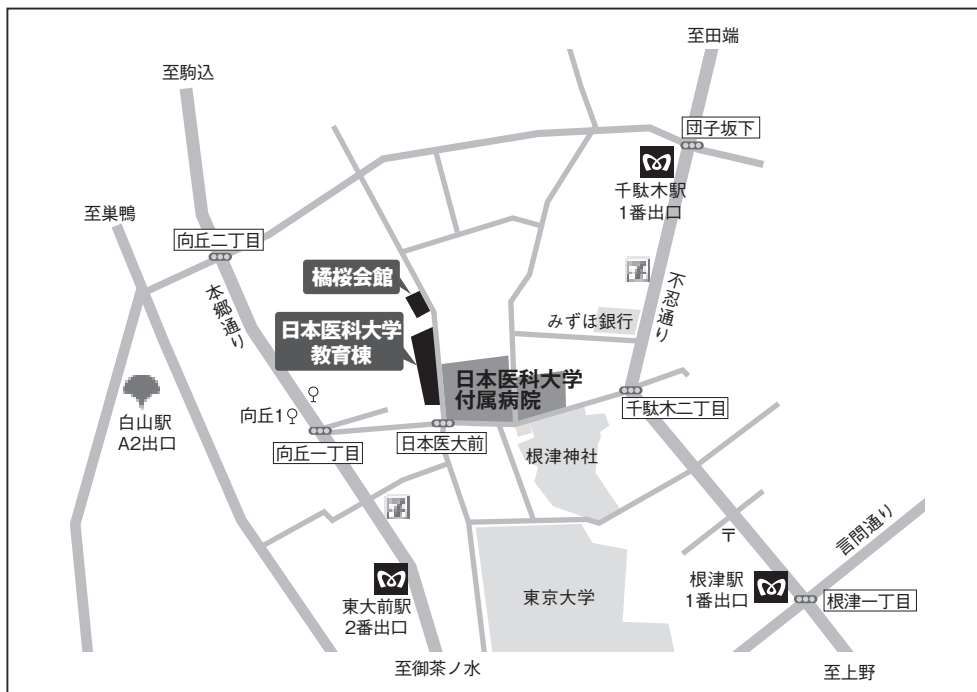 至田端
至駒込
団子坂下
千駄木駅
1番出口
至巣鴨
向丘二丁目
橘桜会館
不忍通り
本郷通り
みずほ銀行
日本医科大学
教育棟
日本医科大学
付属病院
白山駅
A2出口
向丘1
千駄木二丁目
向丘一丁目
日本医大前
根津神社
言問通り
〒
根津駅
1番出口
東大前駅
2番出口
東京大学
根津一丁目
至御茶ノ水
至上野